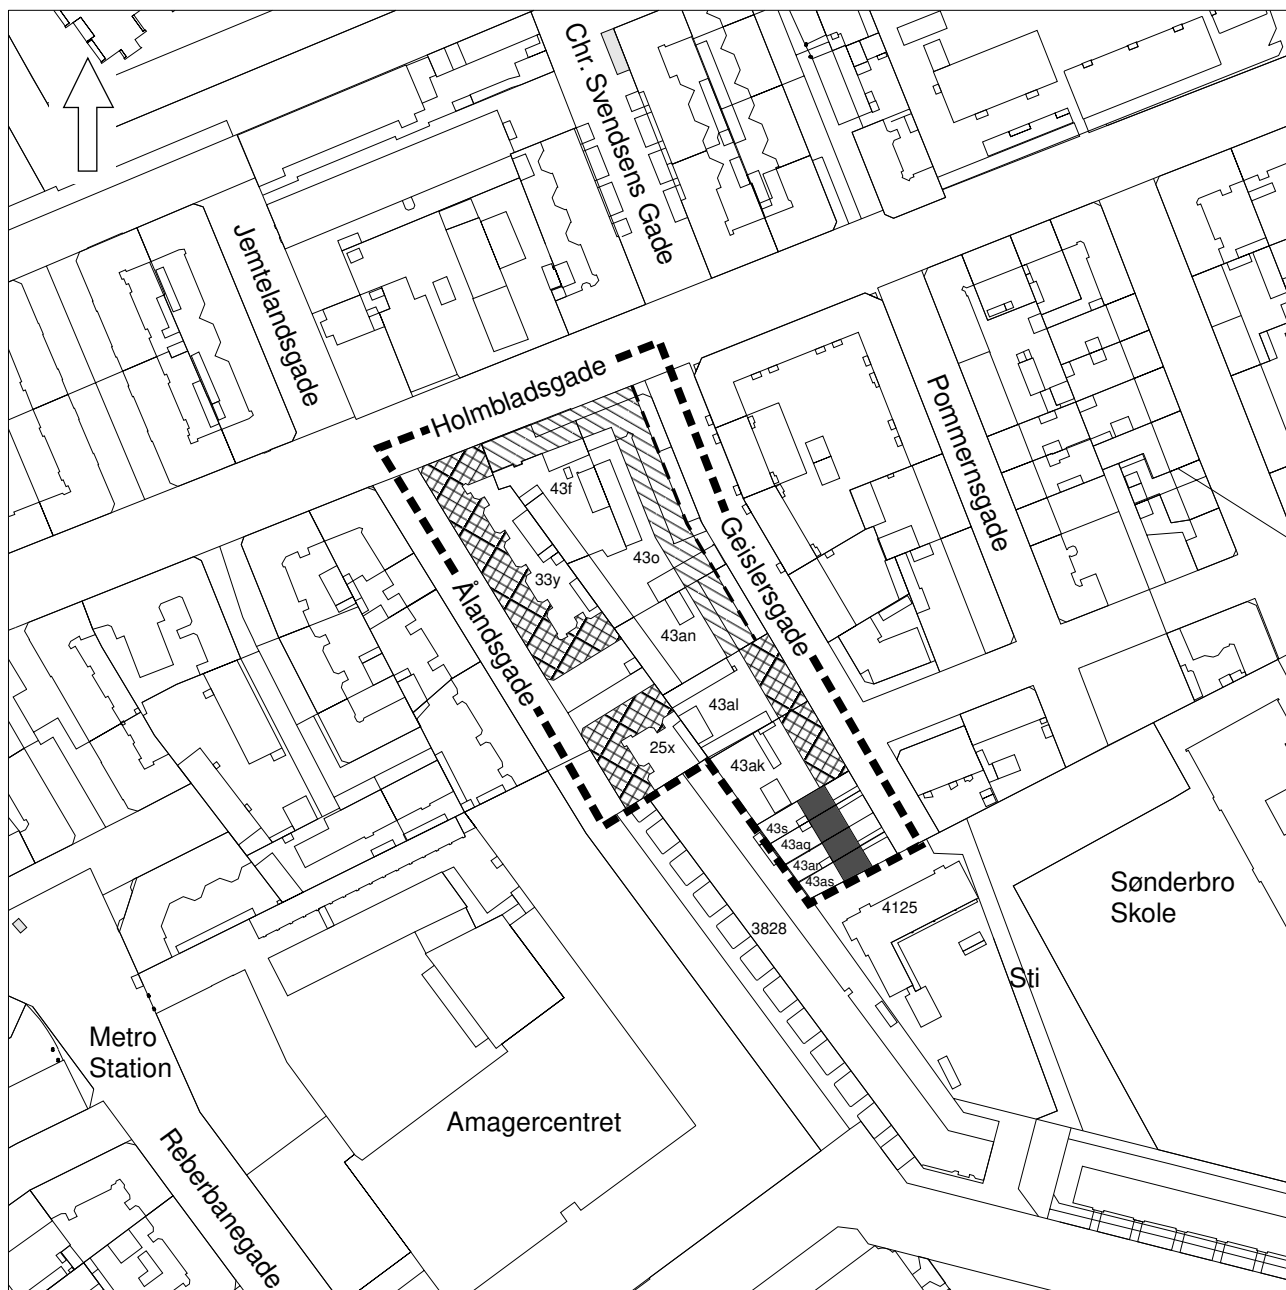 Chr. Svendsens Gade
Jemtelandsgade
Holmbladsgade
Pommernsgade
43f
Geislersgade
43o
33y
Ålandsgade
43an
43al
25x
43ak
43s
43aq
43ar
43as
Sønderbro
Skole
4125
3828
Sti
Metro
Station
Amagercentret
Reberbanegade